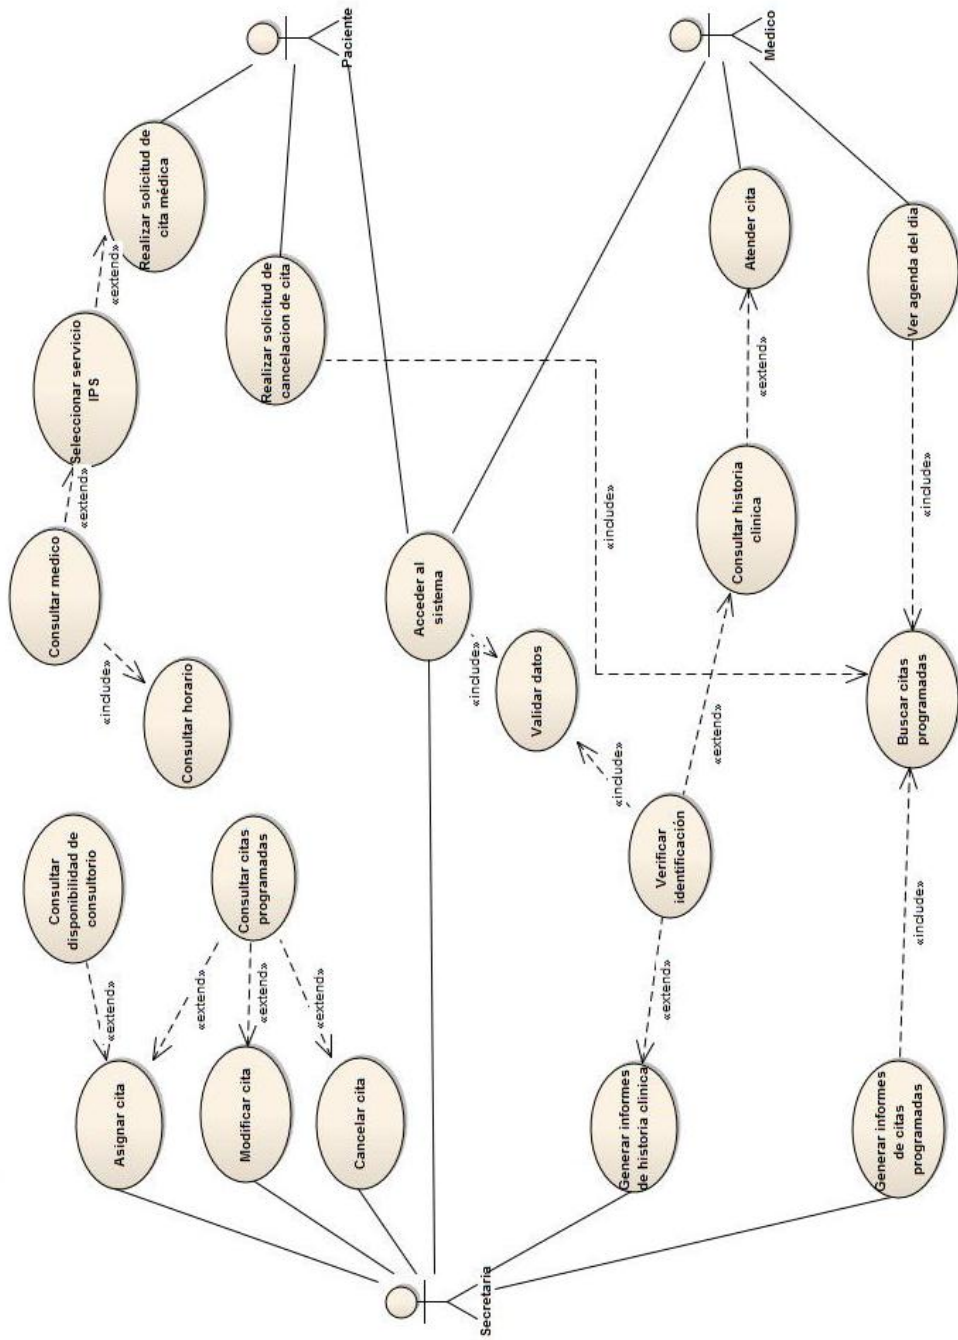 Consultar
disponibilidad de
consultorio
«extend»
Asignar cita
Consultar citas
programadas
«extend»
«extend»
«extend»
Modificar cita
Cancelar cita
Consultar medico
«extend»
Seleccionar servicio
IPS
«extend»
Realizar solicitud de
cita médica
«include»
Consultar horario
Realizar solicitud de
cancelacion de cita
Paciente
Secretaria
Acceder al
sistema
«include»
Validar datos
«include»
«include»
Verificar
identificación
«extend»
«extend»
Generar informes
de historia clinica
Consultar historia
clinica
«extend»
Atender cita
Medico
Generar informes
de citas
programadas
«include»
Buscar citas
programadas
«include»
Ver agenda del dia